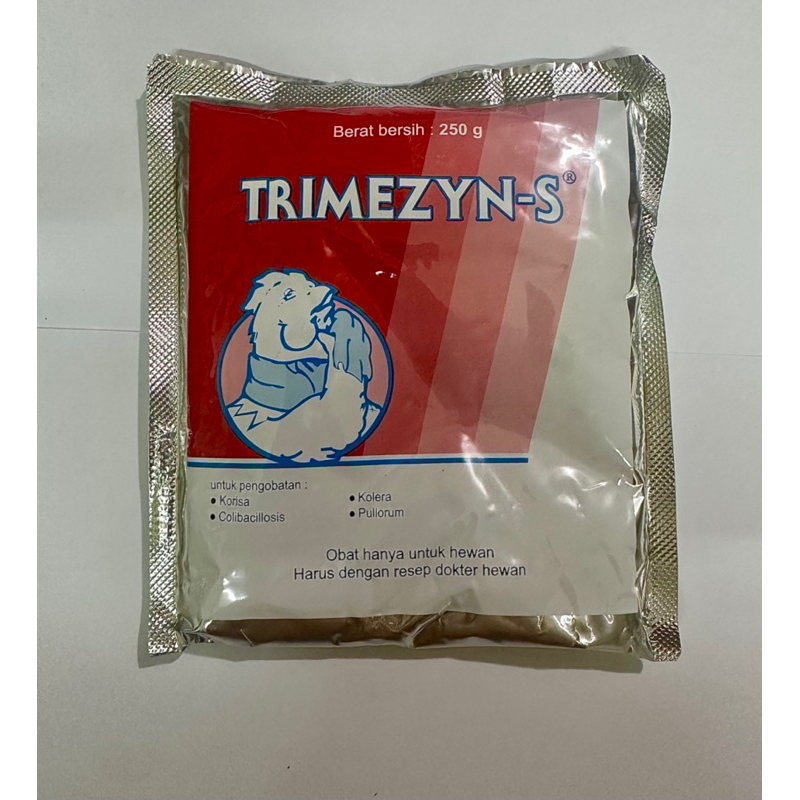 Berat bersih : 250 g
TRIMEZYN-S®
untuk pengobatan :
• Korisa
• Kolera
• Colibacillosis
• Pullorum
Obat hanya untuk hewan
Harus dengan resep dokter hewan